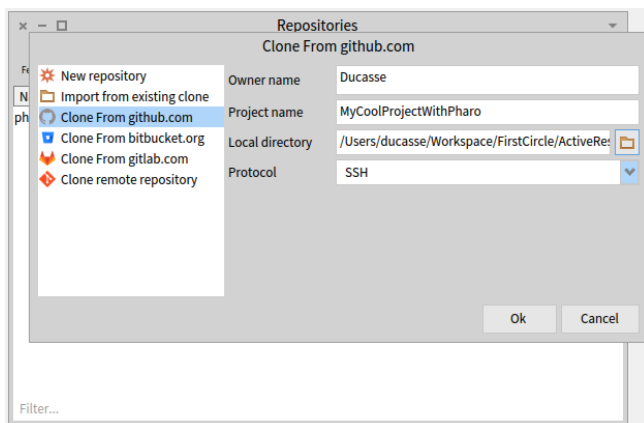 Repositories
Clone From github.com
New repository
Import from existing clone
Clone From github.com
Clone From bitbucket.org
Clone From gitlab.com
Clone remote repository
Owner name Ducasse
Project name MyCoolProjectWithPharo
Local directory /Users/ducasse/Workspace/FirstCircle/ActiveRes
Protocol SSH
Ok Cancel
Fe
N
ph
Filter...